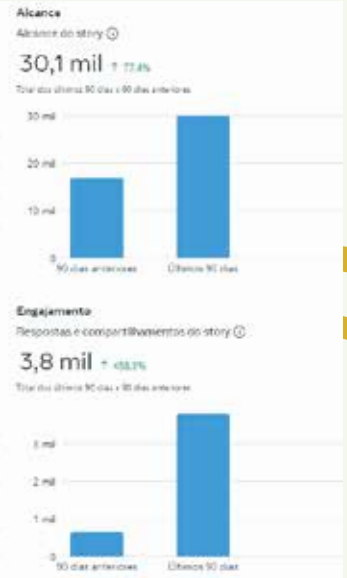 Alcance
Alcance do story
30,1 mil ↑
Total dos últimos 90 dias x 90 dias anteriores
30 mil
20 mil
10 mil
0
90 dias anteriores Últimos 90 dias
Engajamento
Respostas e compartilhamentos do story
3,8 mil ↑
Total dos últimos 90 dias x 90 dias anteriores
3 mil
2 mil
1 mil
0
90 dias anteriores Últimos 90 dias